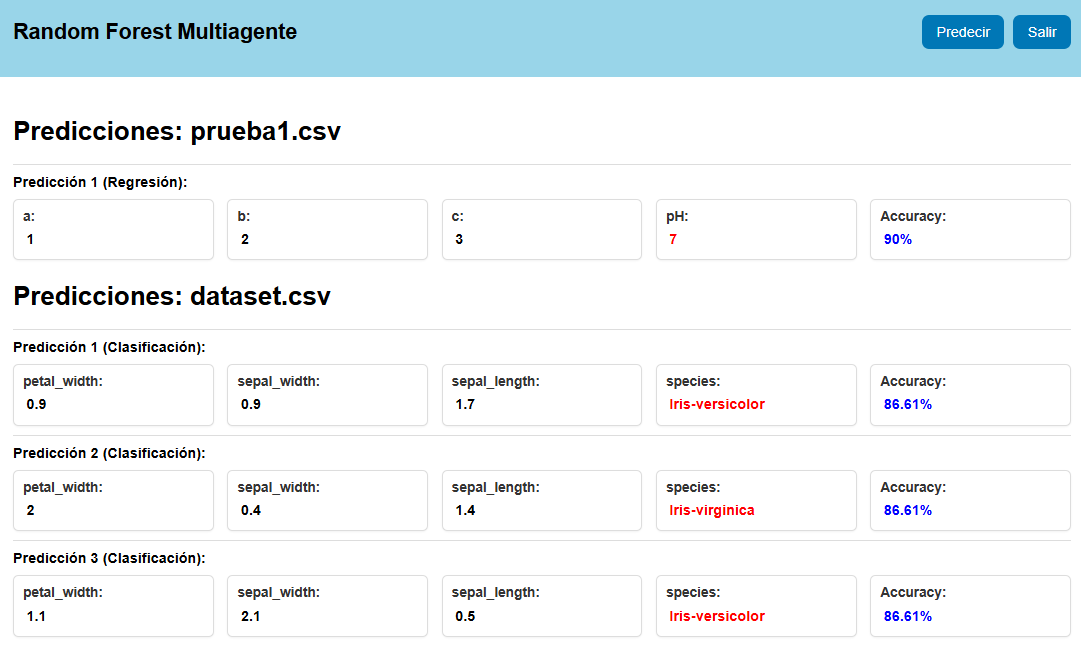 Random Forest Multiagente
Predecir Salir
Predicciones: prueba1.csv
Predicción 1 (Regresión):
a: b: c: pH: Accuracy:
1 2 3 7 90%
Predicciones: dataset.csv
Predicción 1 (Clasificación):
petal_width: sepal_width: sepal_length: species: Accuracy:
0.9 0.9 1.7 Iris-versicolor 86.61%
Predicción 2 (Clasificación):
petal_width: sepal_width: sepal_length: species: Accuracy:
2 0.4 1.4 Iris-virginica 86.61%
Predicción 3 (Clasificación):
petal_width: sepal_width: sepal_length: species: Accuracy:
1.1 2.1 0.5 Iris-versicolor 86.61%